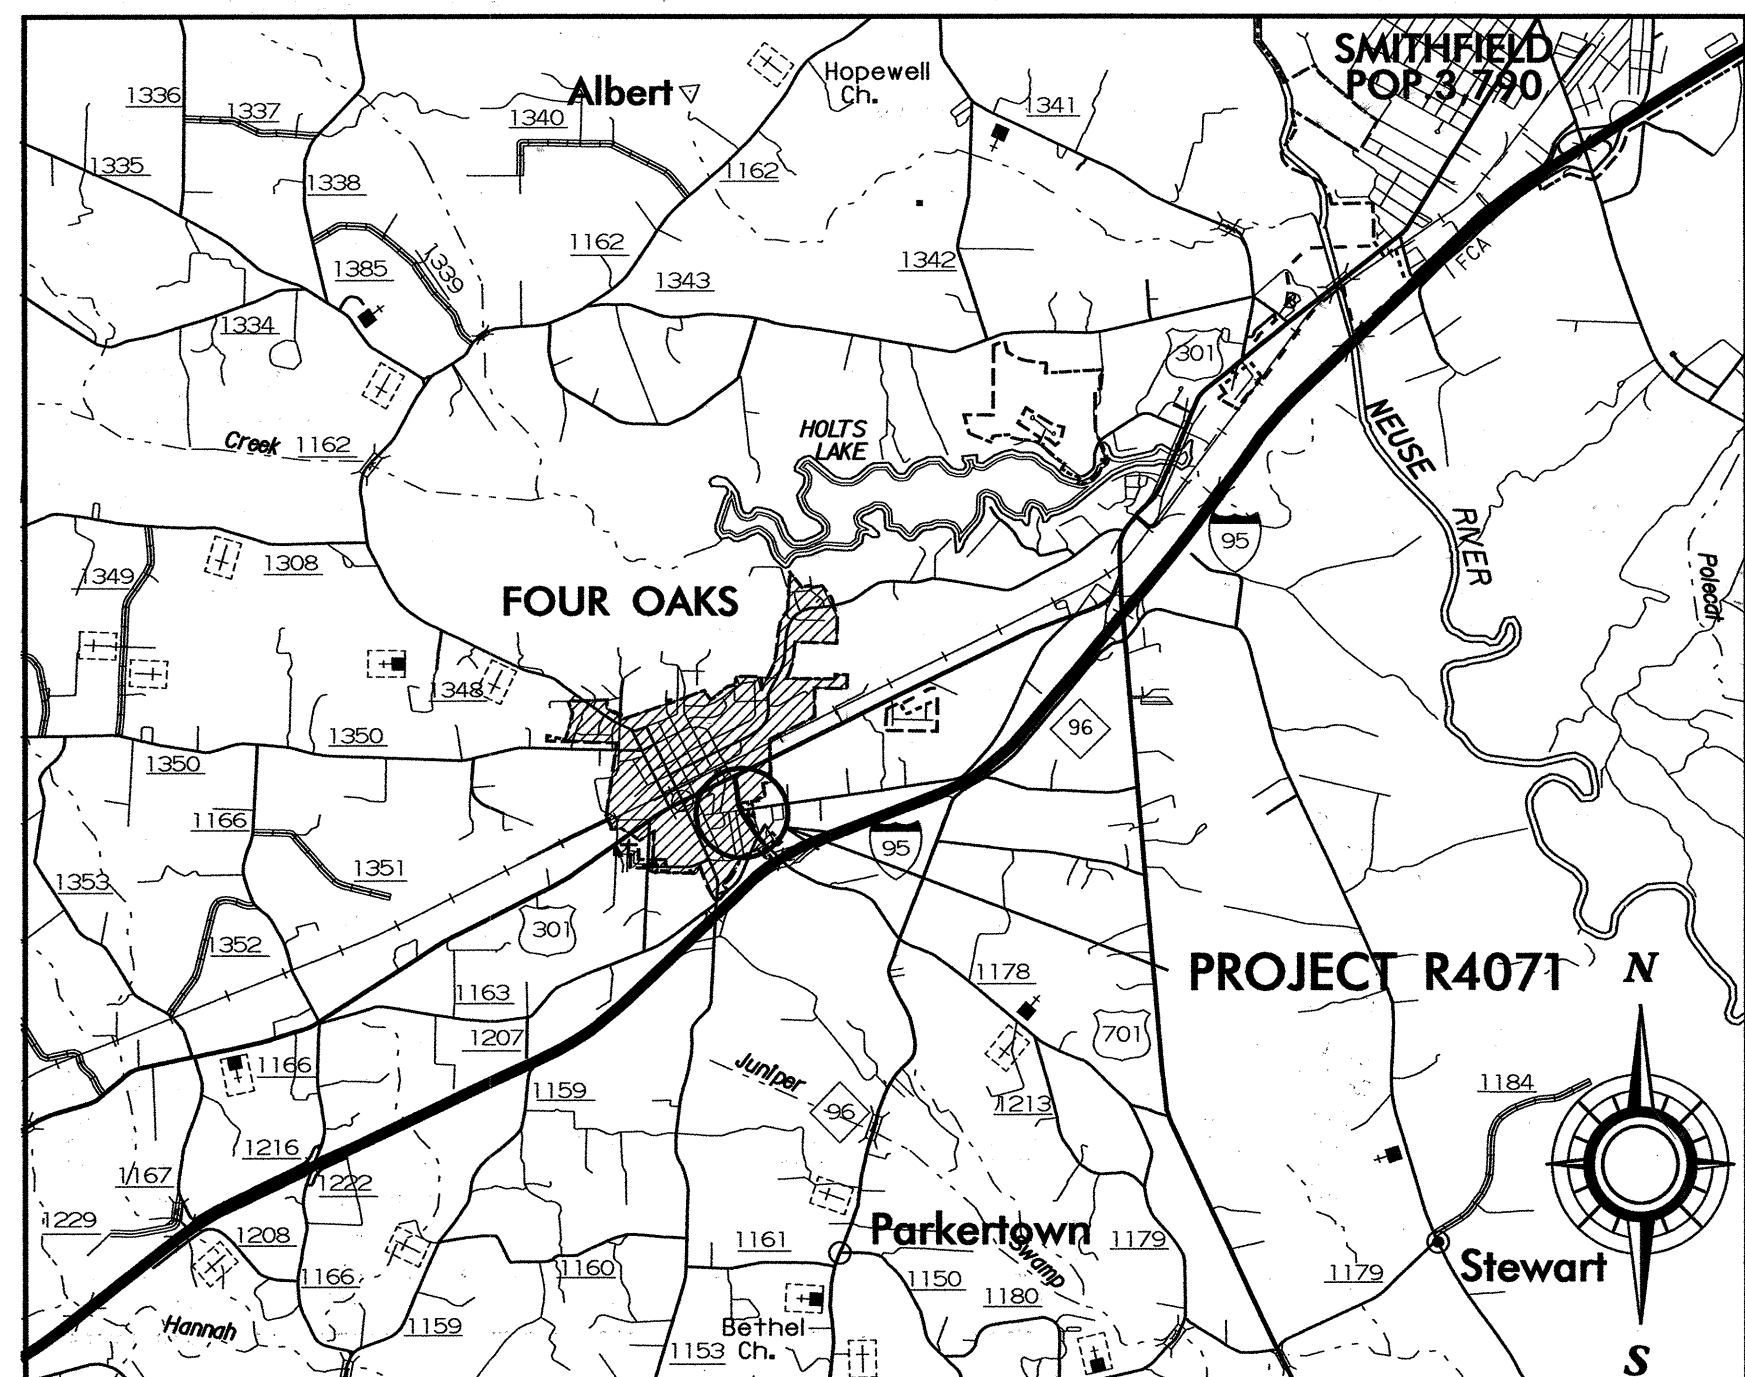 SMITHFIELD
POP. 3,790
Hopewell
Ch.
Albert
1336
1337
1340
1341
1335
1338
1162
1162
1342
1385
1339
1343
FCA
1334
301
HOLTS
LAKE
NEUSE
RIVER
Creek
1162
95
1349
1308
FOUR OAKS
Polecat
1348
1350
1350
96
1166
1351
95
1353
301
1352
PROJECT R4071
N
1178
1163
1207
701
1166
Juniper
96
1159
1213
1184
1216
1167
1222
1229
1208
1161
Parkertown
Swamp
1179
Stewart
1166
1160
1150
1180
1179
Hannah
1159
Bethel
Ch.
1153
S